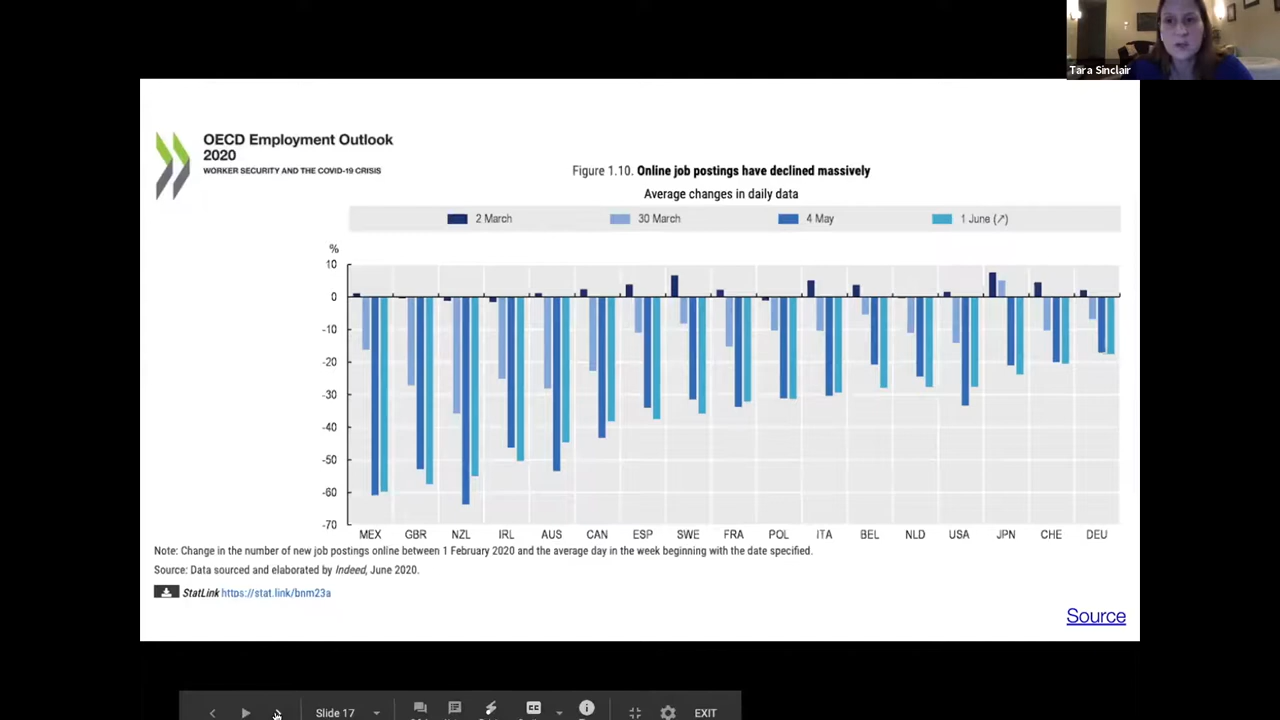 Tara Sinclair
OECD Employment Outlook
2020
WORKER SECURITY AND THE COVID-19 CRISIS
Figure 1.10. Online job postings have declined massively
Average changes in daily data
2 March 30 March 4 May 1 June (↗)
%
10
0
-10
-20
-30
-40
-50
-60
-70
MEX GBR NZL IRL AUS CAN ESP SWE FRA POL ITA BEL NLD USA JPN CHE DEU
Note: Change in the number of new job postings online between 1 February 2020 and the average day in the week beginning with the date specified.
Source: Data sourced and elaborated by Indeed, June 2020.
StatLink https://stat.link/bnm23a
Source
Slide 17 CC EXIT